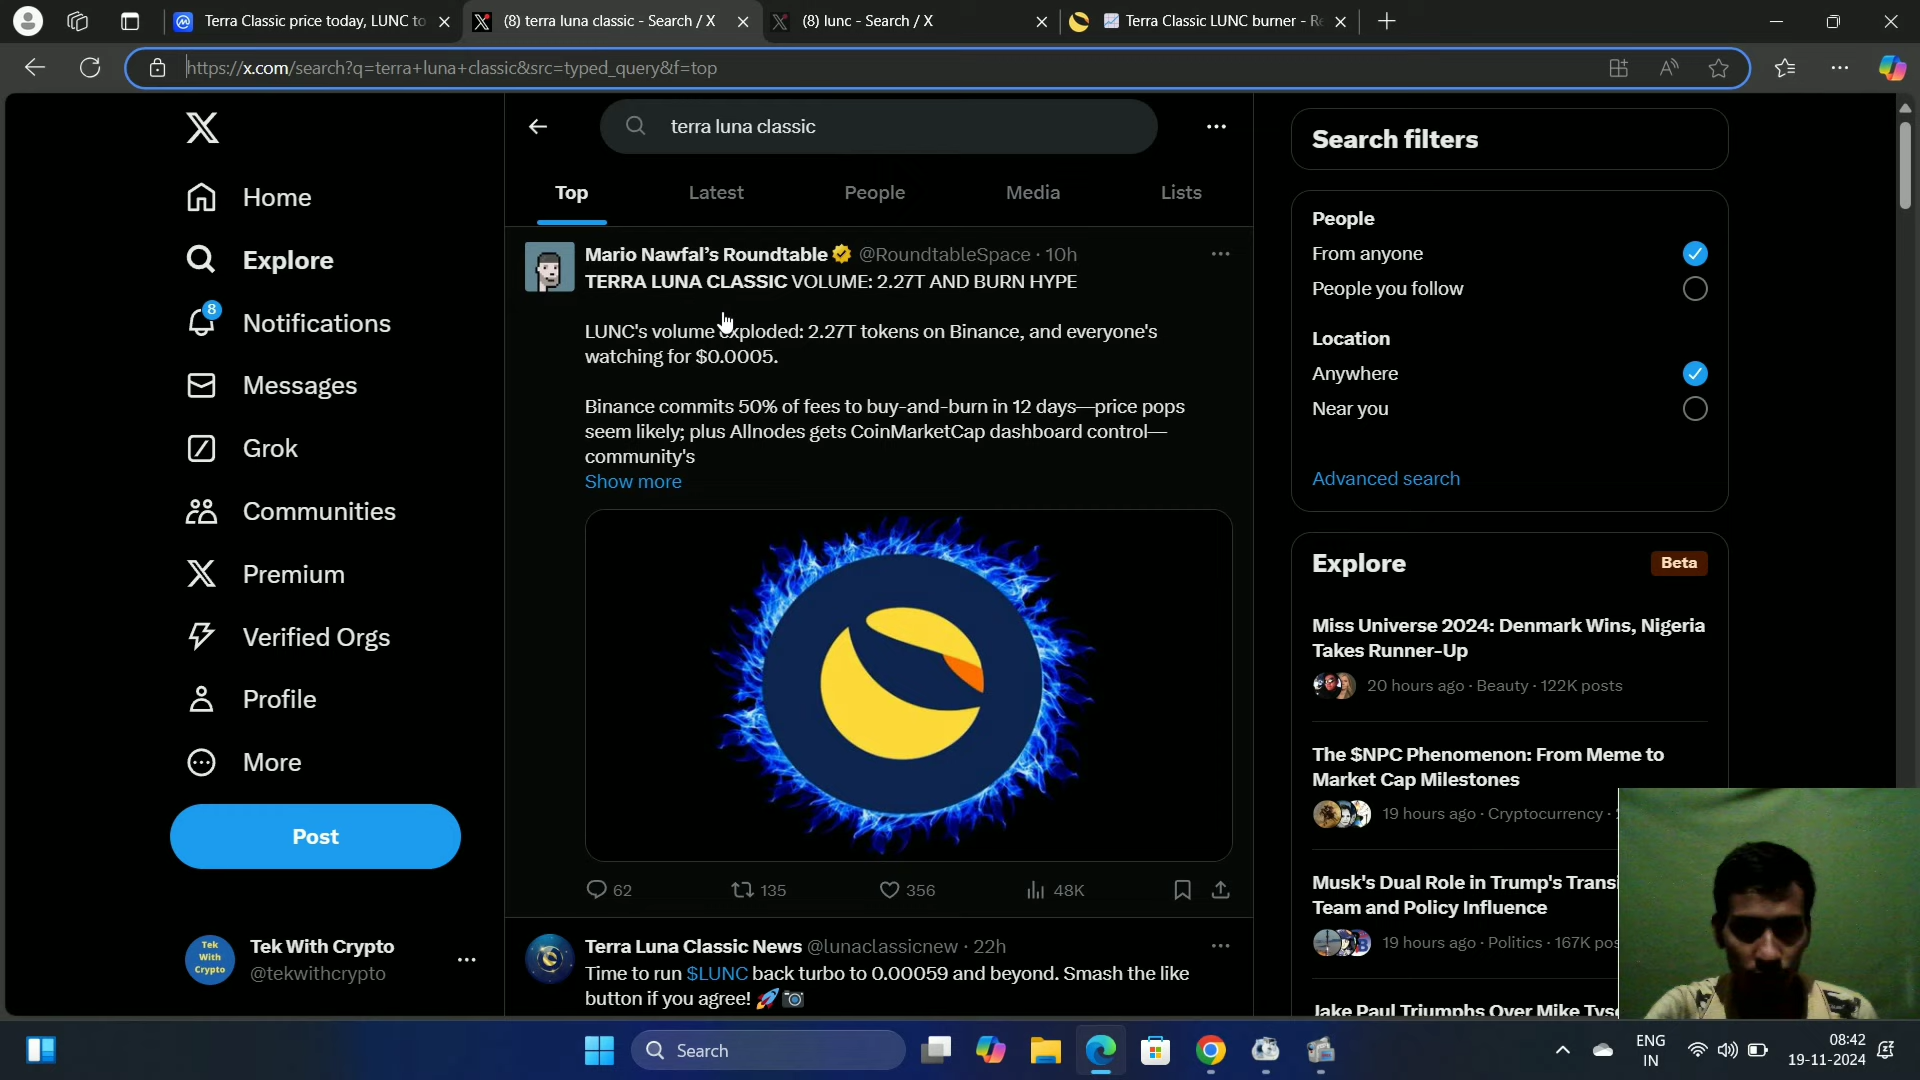 Terra Classic price today, LUNC to
(8) terra luna classic - Search / X
(8) lunc - Search / X
Terra Classic LUNC burner - Re
https://x.com/search?q=terra+luna+classic&src=typed_query&f=top
Home
Explore
8
Notifications
Messages
Grok
Communities
Premium
Verified Orgs
Profile
More
Post
Tek With Crypto
Tek With Crypto
@tekwithcrypto
terra luna classic
Top
Latest
People
Media
Lists
Mario Nawfal’s Roundtable @RoundtableSpace · 10h
TERRA LUNA CLASSIC VOLUME: 2.27T AND BURN HYPE
LUNC's volume exploded: 2.27T tokens on Binance, and everyone's
watching for $0.0005.
Binance commits 50% of fees to buy-and-burn in 12 days—price pops
seem likely; plus Allnodes gets CoinMarketCap dashboard control—
community's
Show more
62
135
356
48K
Terra Luna Classic News @lunaclassicnew · 22h
Time to run $LUNC back turbo to 0.00059 and beyond. Smash the like
button if you agree! 🚀📷
Search filters
People
From anyone
People you follow
Location
Anywhere
Near you
Advanced search
Explore
Beta
Miss Universe 2024: Denmark Wins, Nigeria
Takes Runner-Up
20 hours ago · Beauty · 122K posts
The $NPC Phenomenon: From Meme to
Market Cap Milestones
19 hours ago · Cryptocurrency ·
Musk's Dual Role in Trump's Transi
Team and Policy Influence
19 hours ago · Politics · 167K pos
Jake Paul Triumphs Over Mike Tys
Search
ENG
IN
08:42
19-11-2024